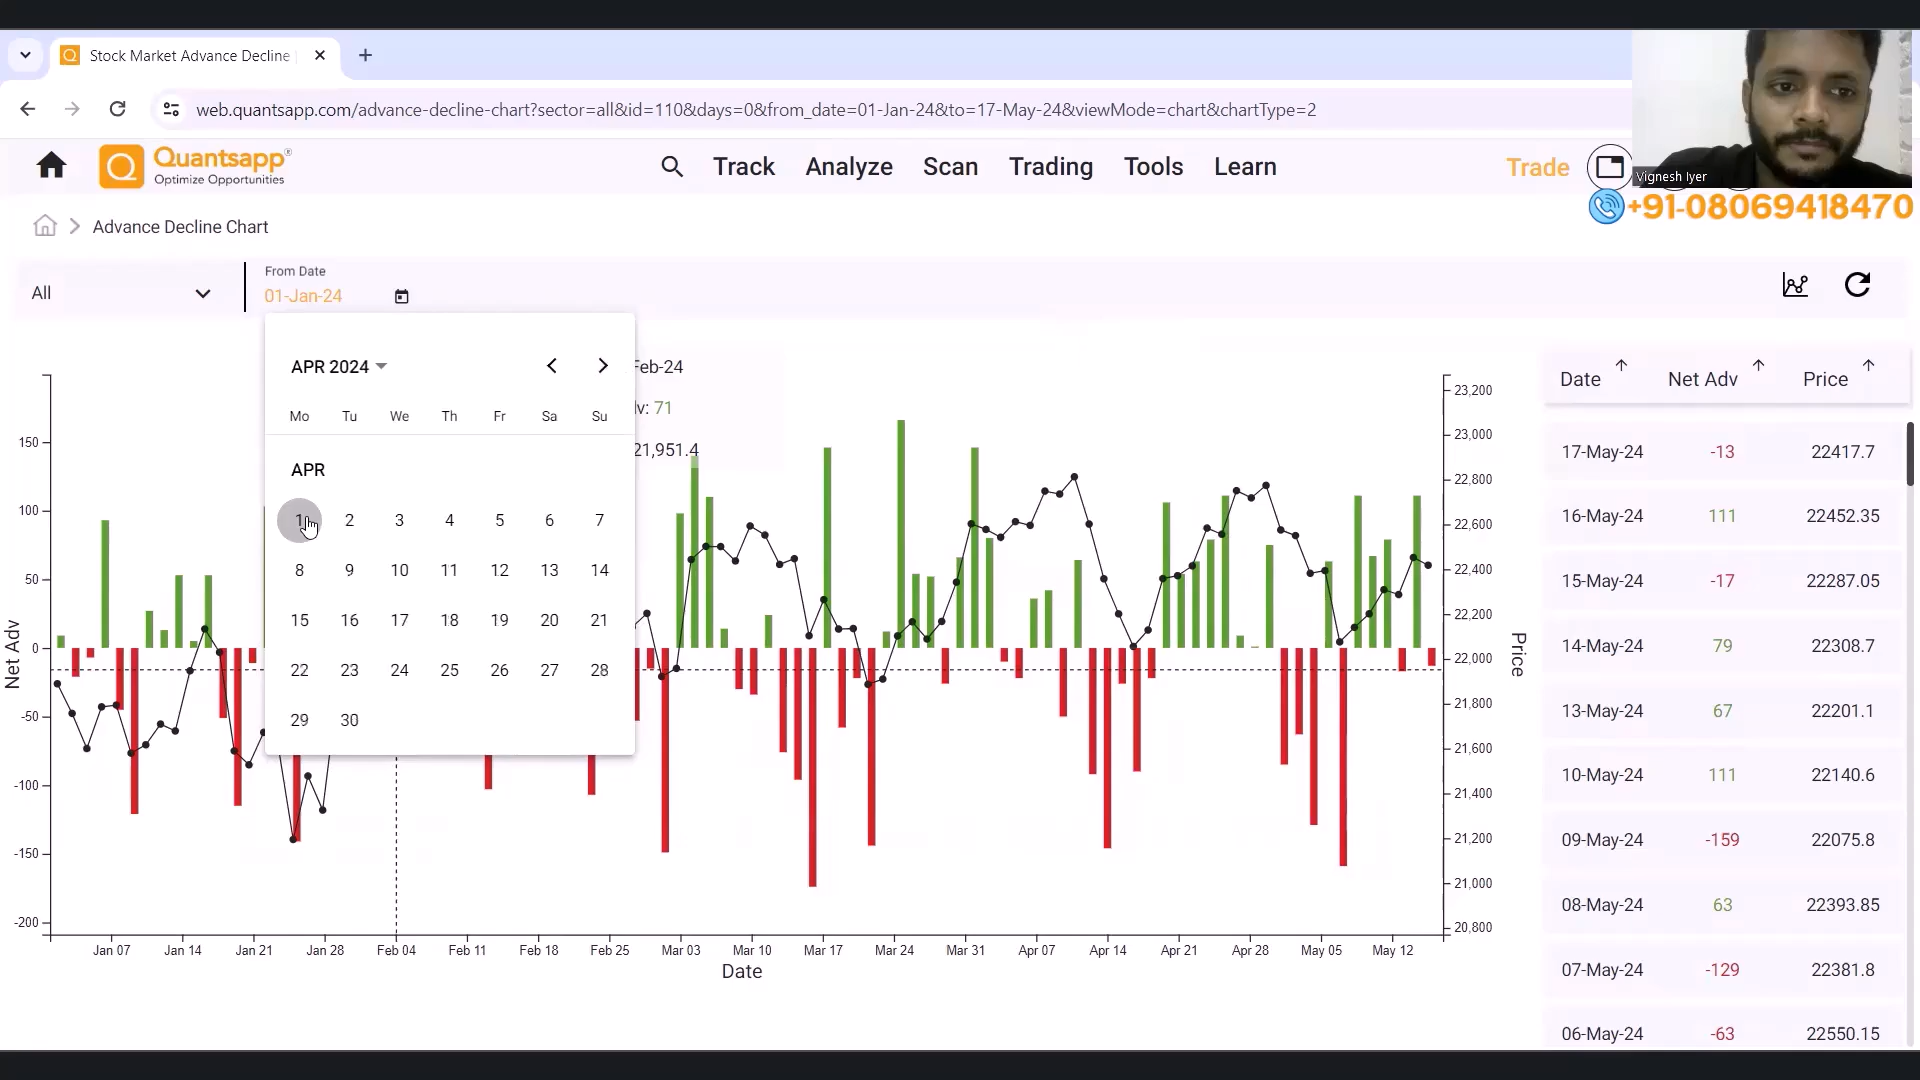 Stock Market Advance Decline
web.quantsapp.com/advance-decline-chart?sector=all&id=110&days=0&from_date=01-Jan-24&to=17-May-24&viewMode=chart&chartType=2
Quantsapp®
Optimize Opportunities
Track
Analyze
Scan
Trading
Tools
Learn
Trade
Vignesh Iyer
+91-08069418470
Advance Decline Chart
All
From Date
01-Jan-24
APR 2024
Mo Tu We Th Fr Sa Su
APR
1 2 3 4 5 6 7
8 9 10 11 12 13 14
15 16 17 18 19 20 21
22 23 24 25 26 27 28
29 30
Feb-24
lv: 71
21,951.4
Net Adv
150
100
50
0
-50
-100
-150
-200
23,200
23,000
22,800
22,600
22,400
22,200
22,000
21,800
21,600
21,400
21,200
21,000
20,800
Price
Jan 07 Jan 14 Jan 21 Jan 28 Feb 04 Feb 11 Feb 18 Feb 25 Mar 03 Mar 10 Mar 17 Mar 24 Mar 31 Apr 07 Apr 14 Apr 21 Apr 28 May 05 May 12
Date
Date Net Adv Price
17-May-24 -13 22417.7
16-May-24 111 22452.35
15-May-24 -17 22287.05
14-May-24 79 22308.7
13-May-24 67 22201.1
10-May-24 111 22140.6
09-May-24 -159 22075.8
08-May-24 63 22393.85
07-May-24 -129 22381.8
06-May-24 -63 22550.15